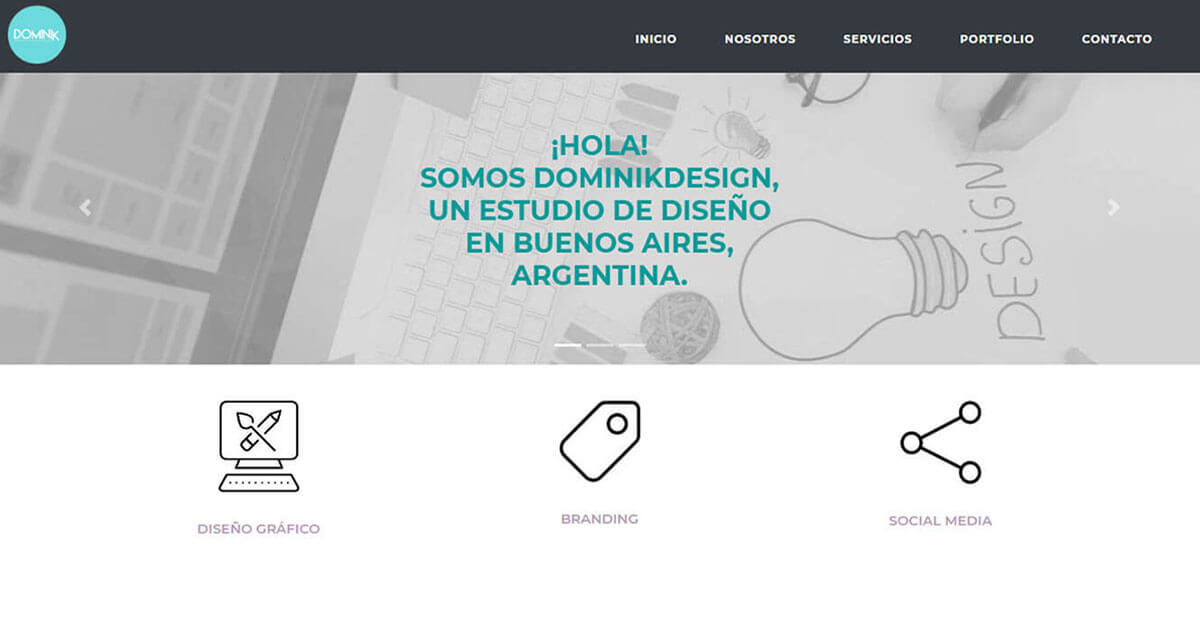 DOMINIK
INICIO NOSOTROS SERVICIOS PORTFOLIO CONTACTO
¡HOLA!
SOMOS DOMINIKDESIGN,
UN ESTUDIO DE DISEÑO
EN BUENOS AIRES,
ARGENTINA.
DESIGN
DISEÑO GRÁFICO
BRANDING
SOCIAL MEDIA